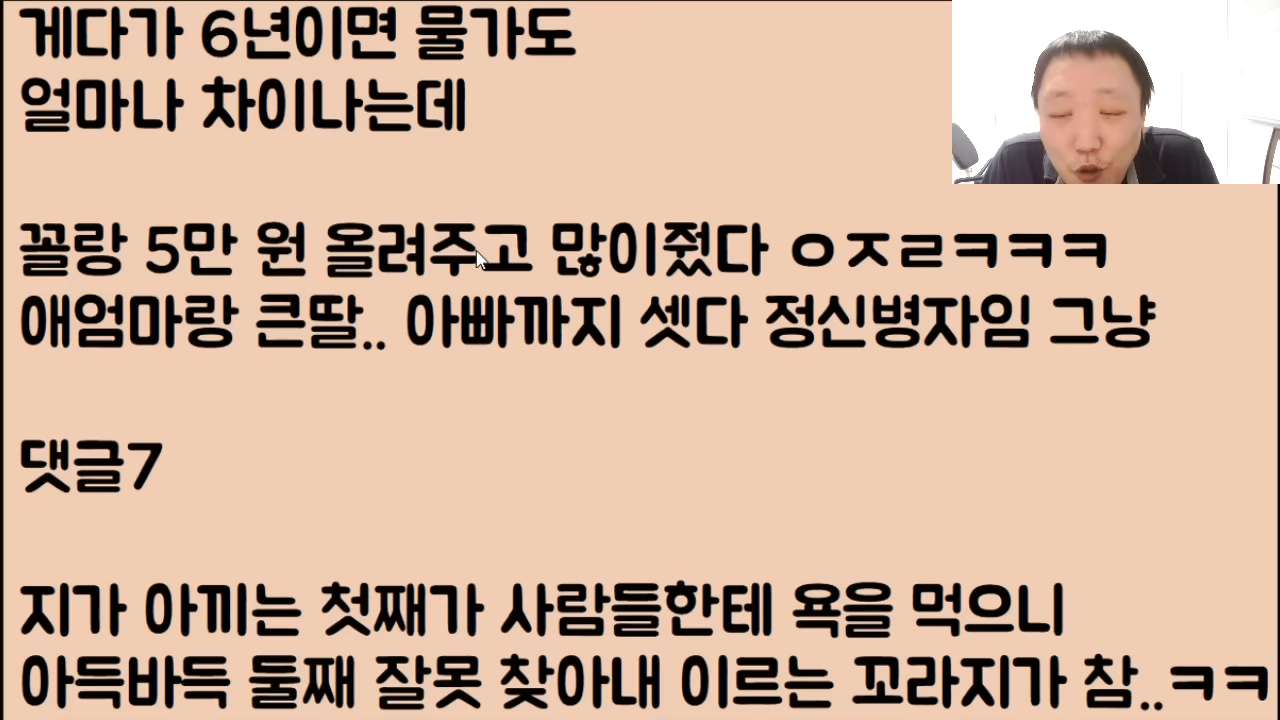 게다가 6년이면 물가도
얼마나 차이나는데
꼴랑 5만 원 올려주고 많이줬다 ㅇㅈㄹㅋㅋㅋ
애엄마랑 큰딸.. 아빠까지 셋다 정신병자임 그냥
댓글7
지가 아끼는 첫째가 사람들한테 욕을 먹으니
아득바득 둘째 잘못 찾아내 이르는 꼬라지가 참..ㅋㅋ